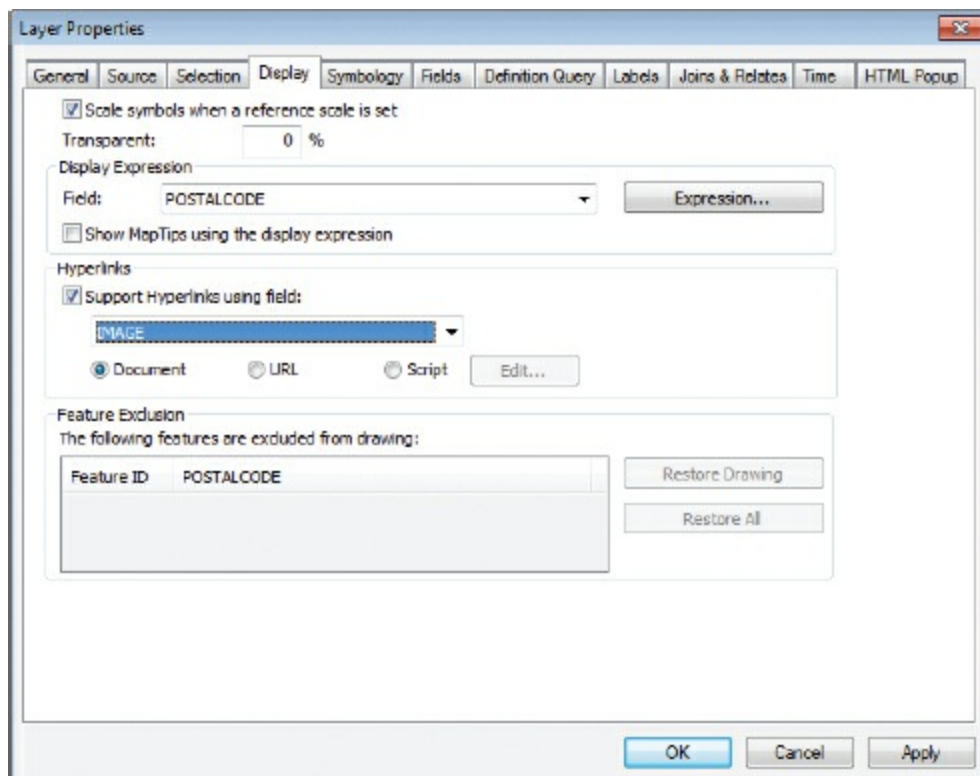 Layer Properties
General Source Selection Display Symbology Fields Definition Query Labels Joins & Relates Time HTML Popup
Scale symbols when a reference scale is set
Transparent: 0 %
Display Expression
Field: POSTALCODE Expression...
Show MapTips using the display expression
Hyperlinks
Support Hyperlinks using field:
IMAGE
Document URL Script Edit...
Feature Exclusion
The following features are excluded from drawing:
Feature ID POSTALCODE Restore Drawing
Restore All
OK Cancel Apply